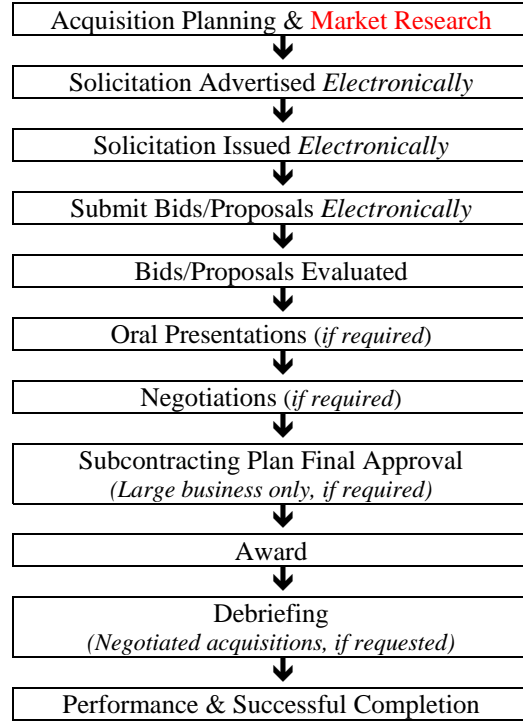 Acquisition Planning & Market Research
Solicitation Advertised Electronically
Solicitation Issued Electronically
Submit Bids/Proposals Electronically
Bids/Proposals Evaluated
Oral Presentations (if required)
Negotiations (if required)
Subcontracting Plan Final Approval
(Large business only, if required)
Award
Debriefing
(Negotiated acquisitions, if requested)
Performance & Successful Completion